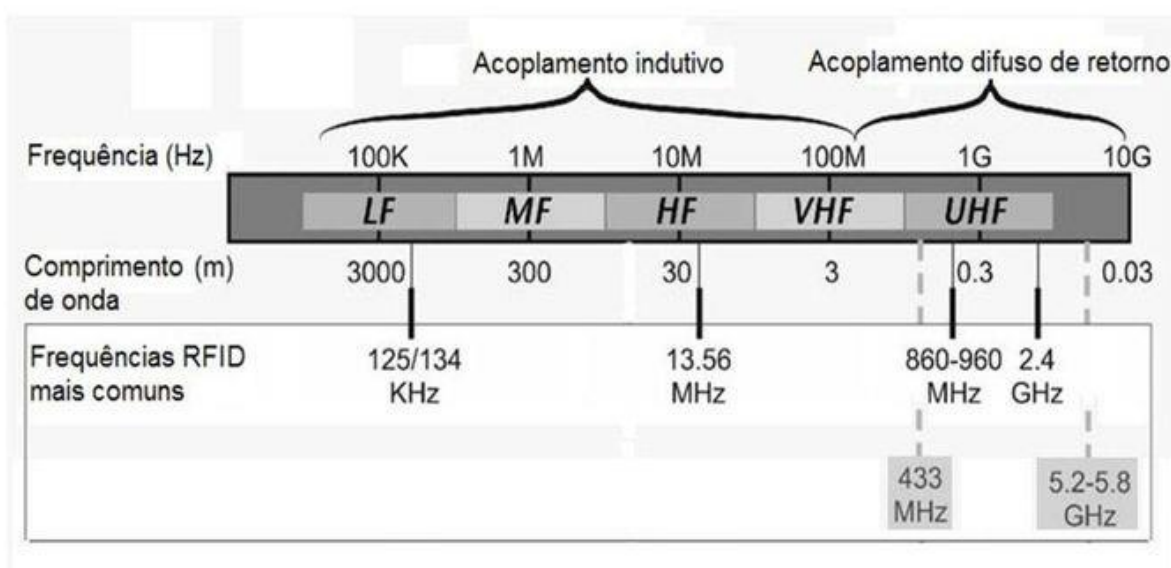 Acoplamento indutivo
Acoplamento difuso de retorno
Frequência (Hz) 100K 1M 10M 100M 1G 10G
LF MF HF VHF UHF
Comprimento (m) 3000 300 30 3 0.3 0.03
de onda
Frequências RFID 125/134 13.56 860-960 2.4
mais comuns KHz MHz MHz GHz
433 5.2-5.8
MHz GHz